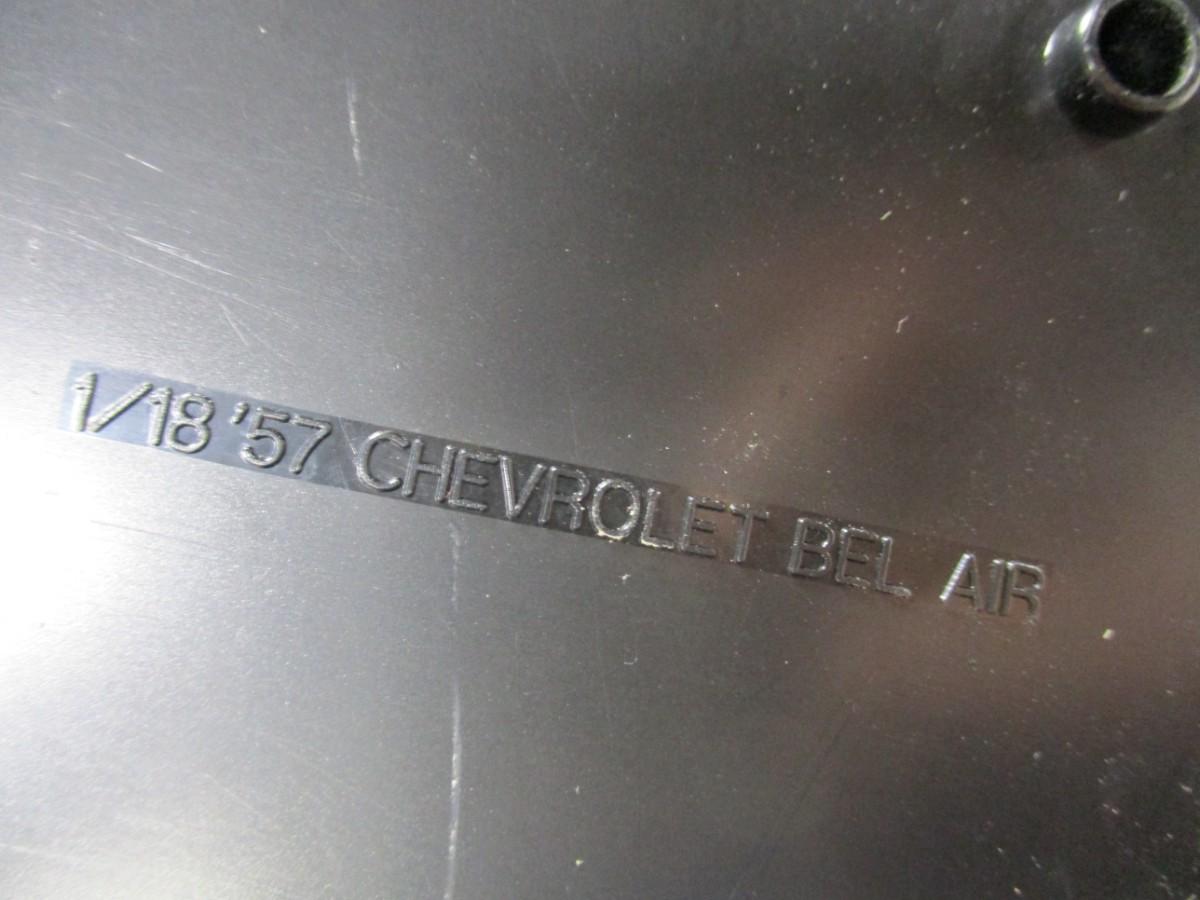 1/18 '57 CHEVROLET BEL AIR